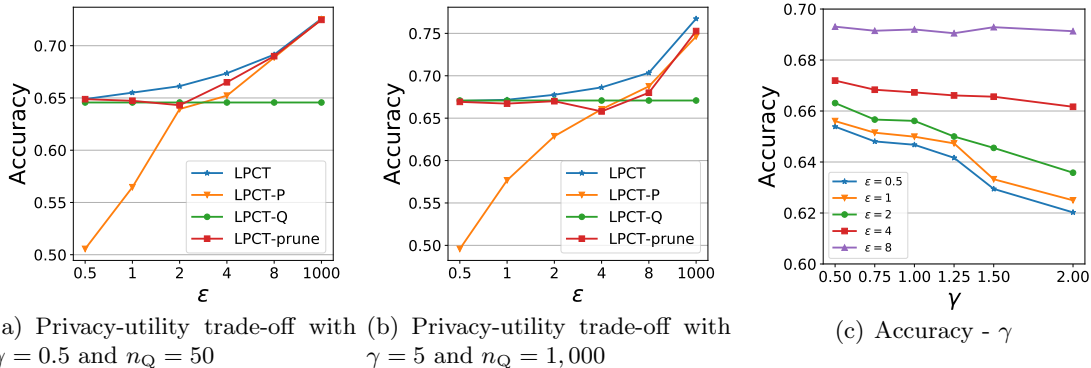 Accuracy
0.70
0.65
0.60
0.55
0.50
0.5 1 2 4 8 1000
ε
LPCT
LPCT-P
LPCT-Q
LPCT-prune
Accuracy
0.75
0.70
0.65
0.60
0.55
0.50
0.5 1 2 4 8 1000
ε
LPCT
LPCT-P
LPCT-Q
LPCT-prune
Accuracy
0.70
0.68
0.66
0.64
0.62
0.60
0.50 0.75 1.00 1.25 1.50 2.00
γ
ε = 0.5
ε = 1
ε = 2
ε = 4
ε = 8
a) Privacy-utility trade-off with
γ = 0.5 and n_Q = 50
(b) Privacy-utility trade-off with
γ = 5 and n_Q = 1,000
(c) Accuracy - γ